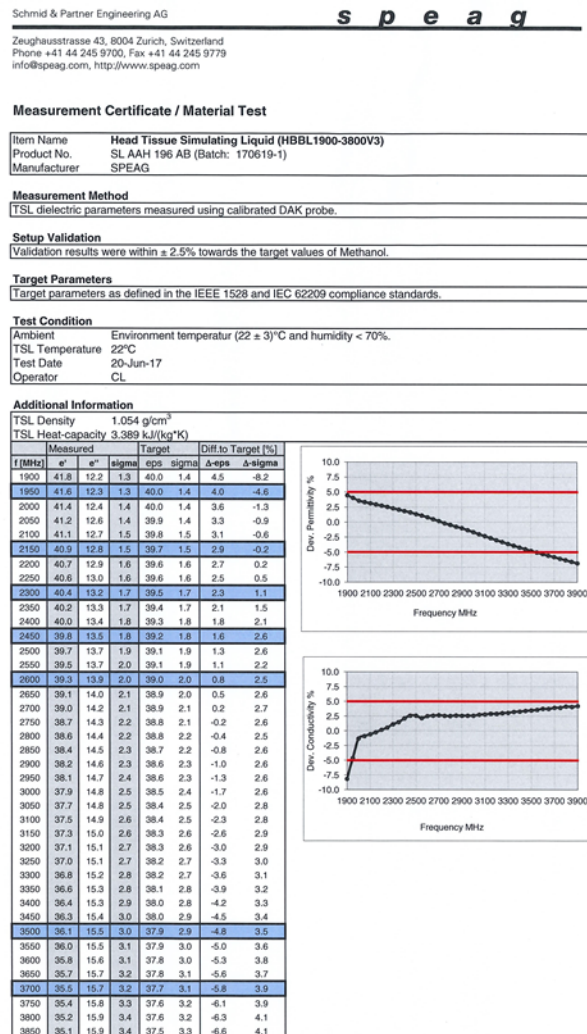 Schmid & Partner Engineering AG
s p e a g
Zeughausstrasse 43, 8004 Zurich, Switzerland
Phone +41 44 245 9700, Fax +41 44 245 9779
info@speag.com, http://www.speag.com
Measurement Certificate / Material Test
Item Name Head Tissue Simulating Liquid (HBBL1900-3800V3)
Product No. SL AAH 196 AB (Batch: 170619-1)
Manufacturer SPEAG
Measurement Method
TSL dielectric parameters measured using calibrated DAK probe.
Setup Validation
Validation results were within ± 2.5% towards the target values of Methanol.
Target Parameters
Target parameters as defined in the IEEE 1528 and IEC 62209 compliance standards.
Test Condition
Ambient Environment temperatur (22 ± 3)°C and humidity < 70%.
TSL Temperature 22°C
Test Date 20-Jun-17
Operator CL
Additional Information
TSL Density 1.054 g/cm³
TSL Heat-capacity 3.389 kJ/(kg*K)
Measured Target Diff.to Target [%]
f [MHz] e' e" sigma eps sigma Δ-eps Δ-sigma
1900 41.8 12.2 1.3 40.0 1.4 4.5 -8.2
1950 41.6 12.3 1.3 40.0 1.4 4.0 -4.6
2000 41.4 12.4 1.4 40.0 1.4 3.6 -1.3
2050 41.2 12.6 1.4 39.9 1.4 3.3 -0.9
2100 41.1 12.7 1.5 39.8 1.5 3.1 -0.6
2150 40.9 12.8 1.5 39.7 1.5 2.9 -0.2
2200 40.7 12.9 1.6 39.6 1.6 2.7 0.2
2250 40.6 13.0 1.6 39.6 1.6 2.5 0.5
2300 40.4 13.2 1.7 39.5 1.7 2.3 1.1
2350 40.2 13.3 1.7 39.4 1.7 2.1 1.5
2400 40.0 13.4 1.8 39.3 1.8 1.8 2.1
2450 39.8 13.5 1.8 39.2 1.8 1.6 2.6
2500 39.7 13.7 1.9 39.1 1.9 1.3 2.6
2550 39.5 13.7 2.0 39.1 1.9 1.1 2.2
2600 39.3 13.9 2.0 39.0 2.0 0.8 2.5
2650 39.1 14.0 2.1 38.9 2.0 0.5 2.6
2700 39.0 14.2 2.1 38.9 2.1 0.2 2.7
2750 38.7 14.3 2.2 38.8 2.1 -0.2 2.6
2800 38.6 14.4 2.2 38.8 2.2 -0.4 2.5
2850 38.4 14.5 2.3 38.7 2.2 -0.8 2.6
2900 38.2 14.6 2.3 38.6 2.3 -1.0 2.6
2950 38.1 14.7 2.4 38.6 2.3 -1.3 2.6
3000 37.9 14.8 2.5 38.5 2.4 -1.7 2.6
3050 37.7 14.8 2.5 38.4 2.5 -2.0 2.8
3100 37.5 14.9 2.6 38.4 2.5 -2.3 2.8
3150 37.3 15.0 2.6 38.3 2.6 -2.6 2.9
3200 37.1 15.1 2.7 38.3 2.6 -3.0 2.9
3250 37.0 15.1 2.7 38.2 2.7 -3.3 3.0
3300 36.8 15.2 2.8 38.2 2.7 -3.6 3.1
3350 36.6 15.3 2.8 38.1 2.8 -3.9 3.2
3400 36.4 15.3 2.9 38.0 2.8 -4.2 3.3
3450 36.3 15.4 3.0 38.0 2.9 -4.5 3.4
3500 36.1 15.5 3.0 37.9 2.9 -4.8 3.5
3550 36.0 15.5 3.1 37.9 3.0 -5.0 3.6
3600 35.8 15.6 3.1 37.8 3.0 -5.3 3.8
3650 35.7 15.7 3.2 37.8 3.1 -5.6 3.7
3700 35.5 15.7 3.2 37.7 3.1 -5.8 3.9
3750 35.4 15.8 3.3 37.6 3.2 -6.1 3.9
3800 35.2 15.9 3.4 37.6 3.2 -6.3 4.1
3850 35.1 15.9 3.4 37.5 3.3 -6.6 4.1
Dev. Permittivity %
10.0
7.5
5.0
2.5
0.0
-2.5
-5.0
-7.5
-10.0
1900 2100 2300 2500 2700 2900 3100 3300 3500 3700 3900
Frequency MHz
Dev. Conductivity %
10.0
7.5
5.0
2.5
0.0
-2.5
-5.0
-7.5
-10.0
1900 2100 2300 2500 2700 2900 3100 3300 3500 3700 3900
Frequency MHz